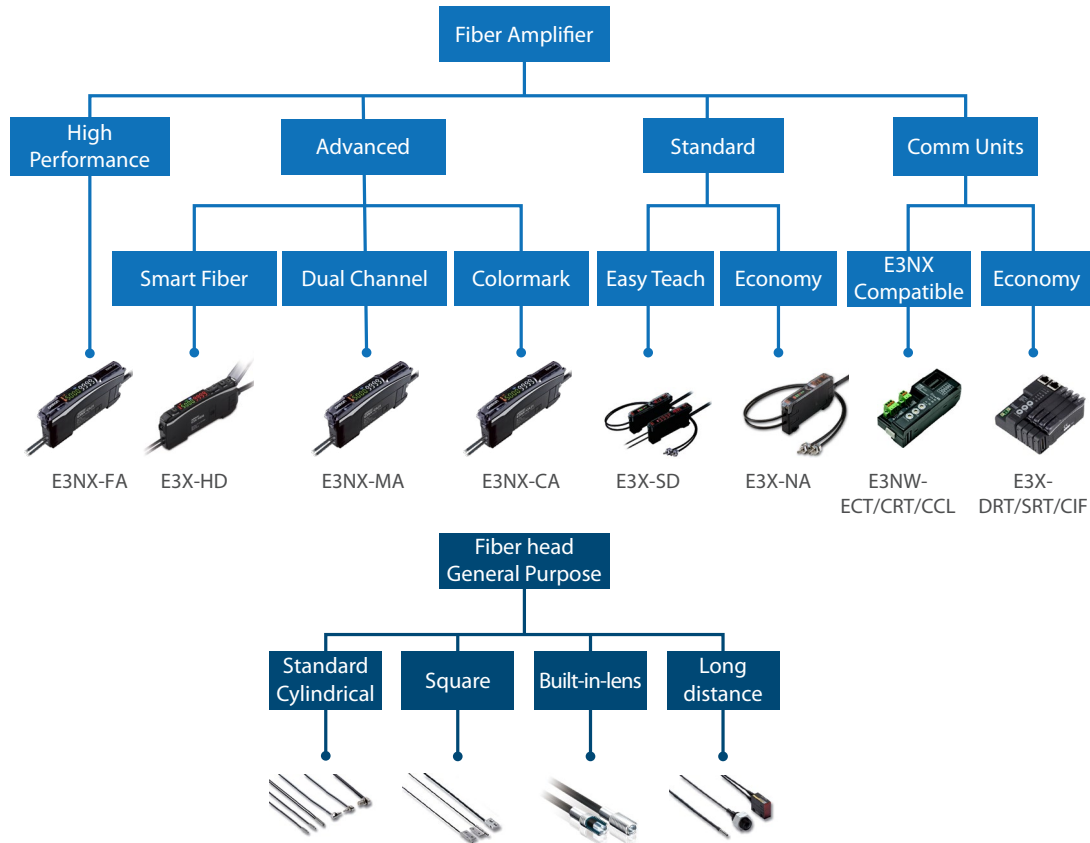 Fiber Amplifier
High
Performance
Advanced
Standard
Comm Units
Smart Fiber
Dual Channel
Colormark
Easy Teach
Economy
E3NX
Compatible
Economy
E3NX-FA
E3X-HD
E3NX-MA
E3NX-CA
E3X-SD
E3X-NA
E3NW-
ECT/CRT/CCL
E3X-
DRT/SRT/CIF
Fiber head
General Purpose
Standard
Cylindrical
Square
Built-in-lens
Long
distance